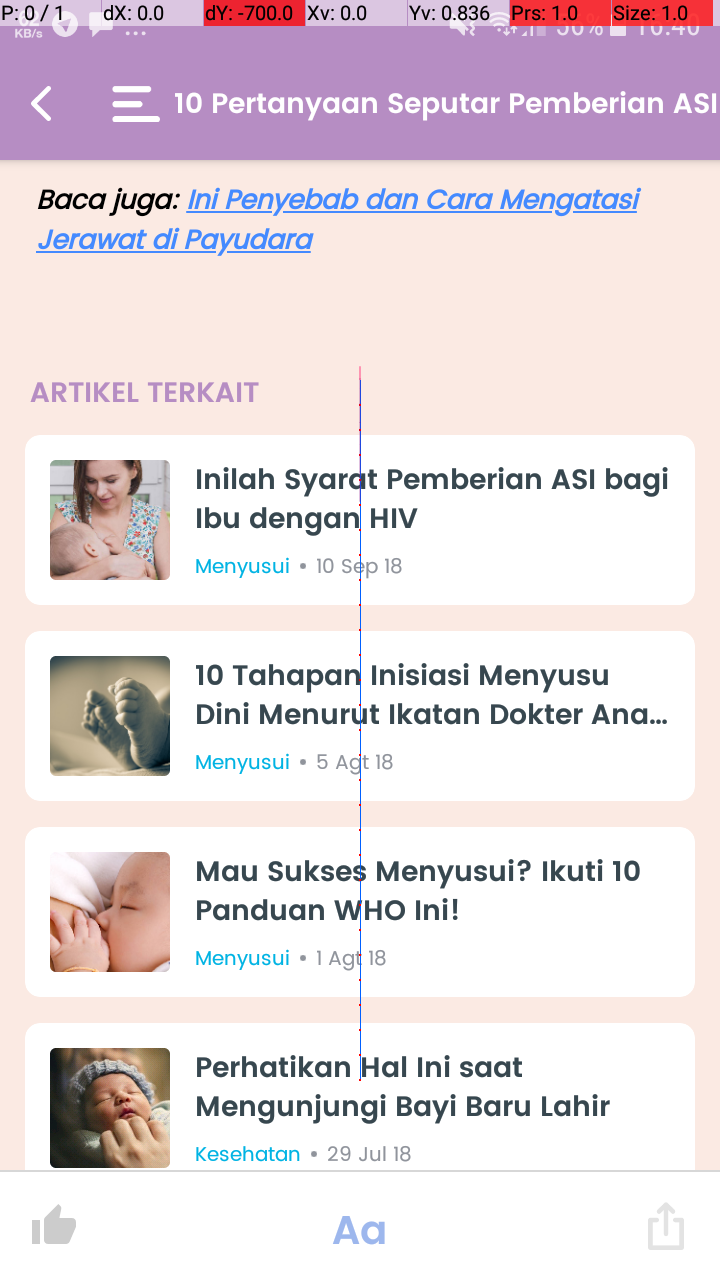 P: 0 / 1 dX: 0.0 dY: -700.0 Xv: 0.0 Yv: 0.836 Prs: 1.0 Size: 1.0
KB/s 50% 16:40
10 Pertanyaan Seputar Pemberian ASI
Baca juga: Ini Penyebab dan Cara Mengatasi
Jerawat di Payudara
ARTIKEL TERKAIT
Inilah Syarat Pemberian ASI bagi
Ibu dengan HIV
Menyusui • 10 Sep 18
10 Tahapan Inisiasi Menyusu
Dini Menurut Ikatan Dokter Ana...
Menyusui • 5 Agt 18
Mau Sukses Menyusui? Ikuti 10
Panduan WHO Ini!
Menyusui • 1 Agt 18
Perhatikan Hal Ini saat
Mengunjungi Bayi Baru Lahir
Kesehatan • 29 Jul 18
Aa